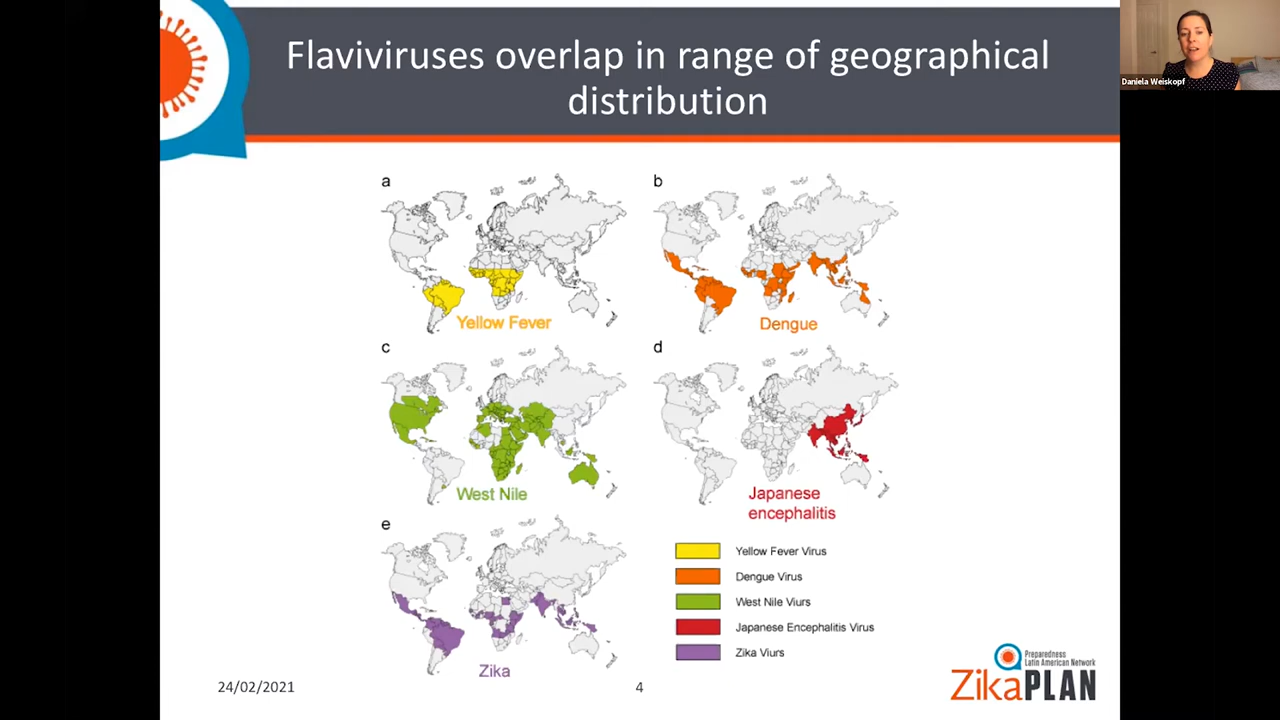 Flaviviruses overlap in range of geographical
distribution
Daniela Weiskopf
a
b
Yellow Fever
Dengue
c
d
West Nile
Japanese
encephalitis
e
Zika
Yellow Fever Virus
Dengue Virus
West Nile Viurs
Japanese Encephalitis Virus
Zika Viurs
24/02/2021
4
Preparedness
Latin American Network
ZikaPLAN